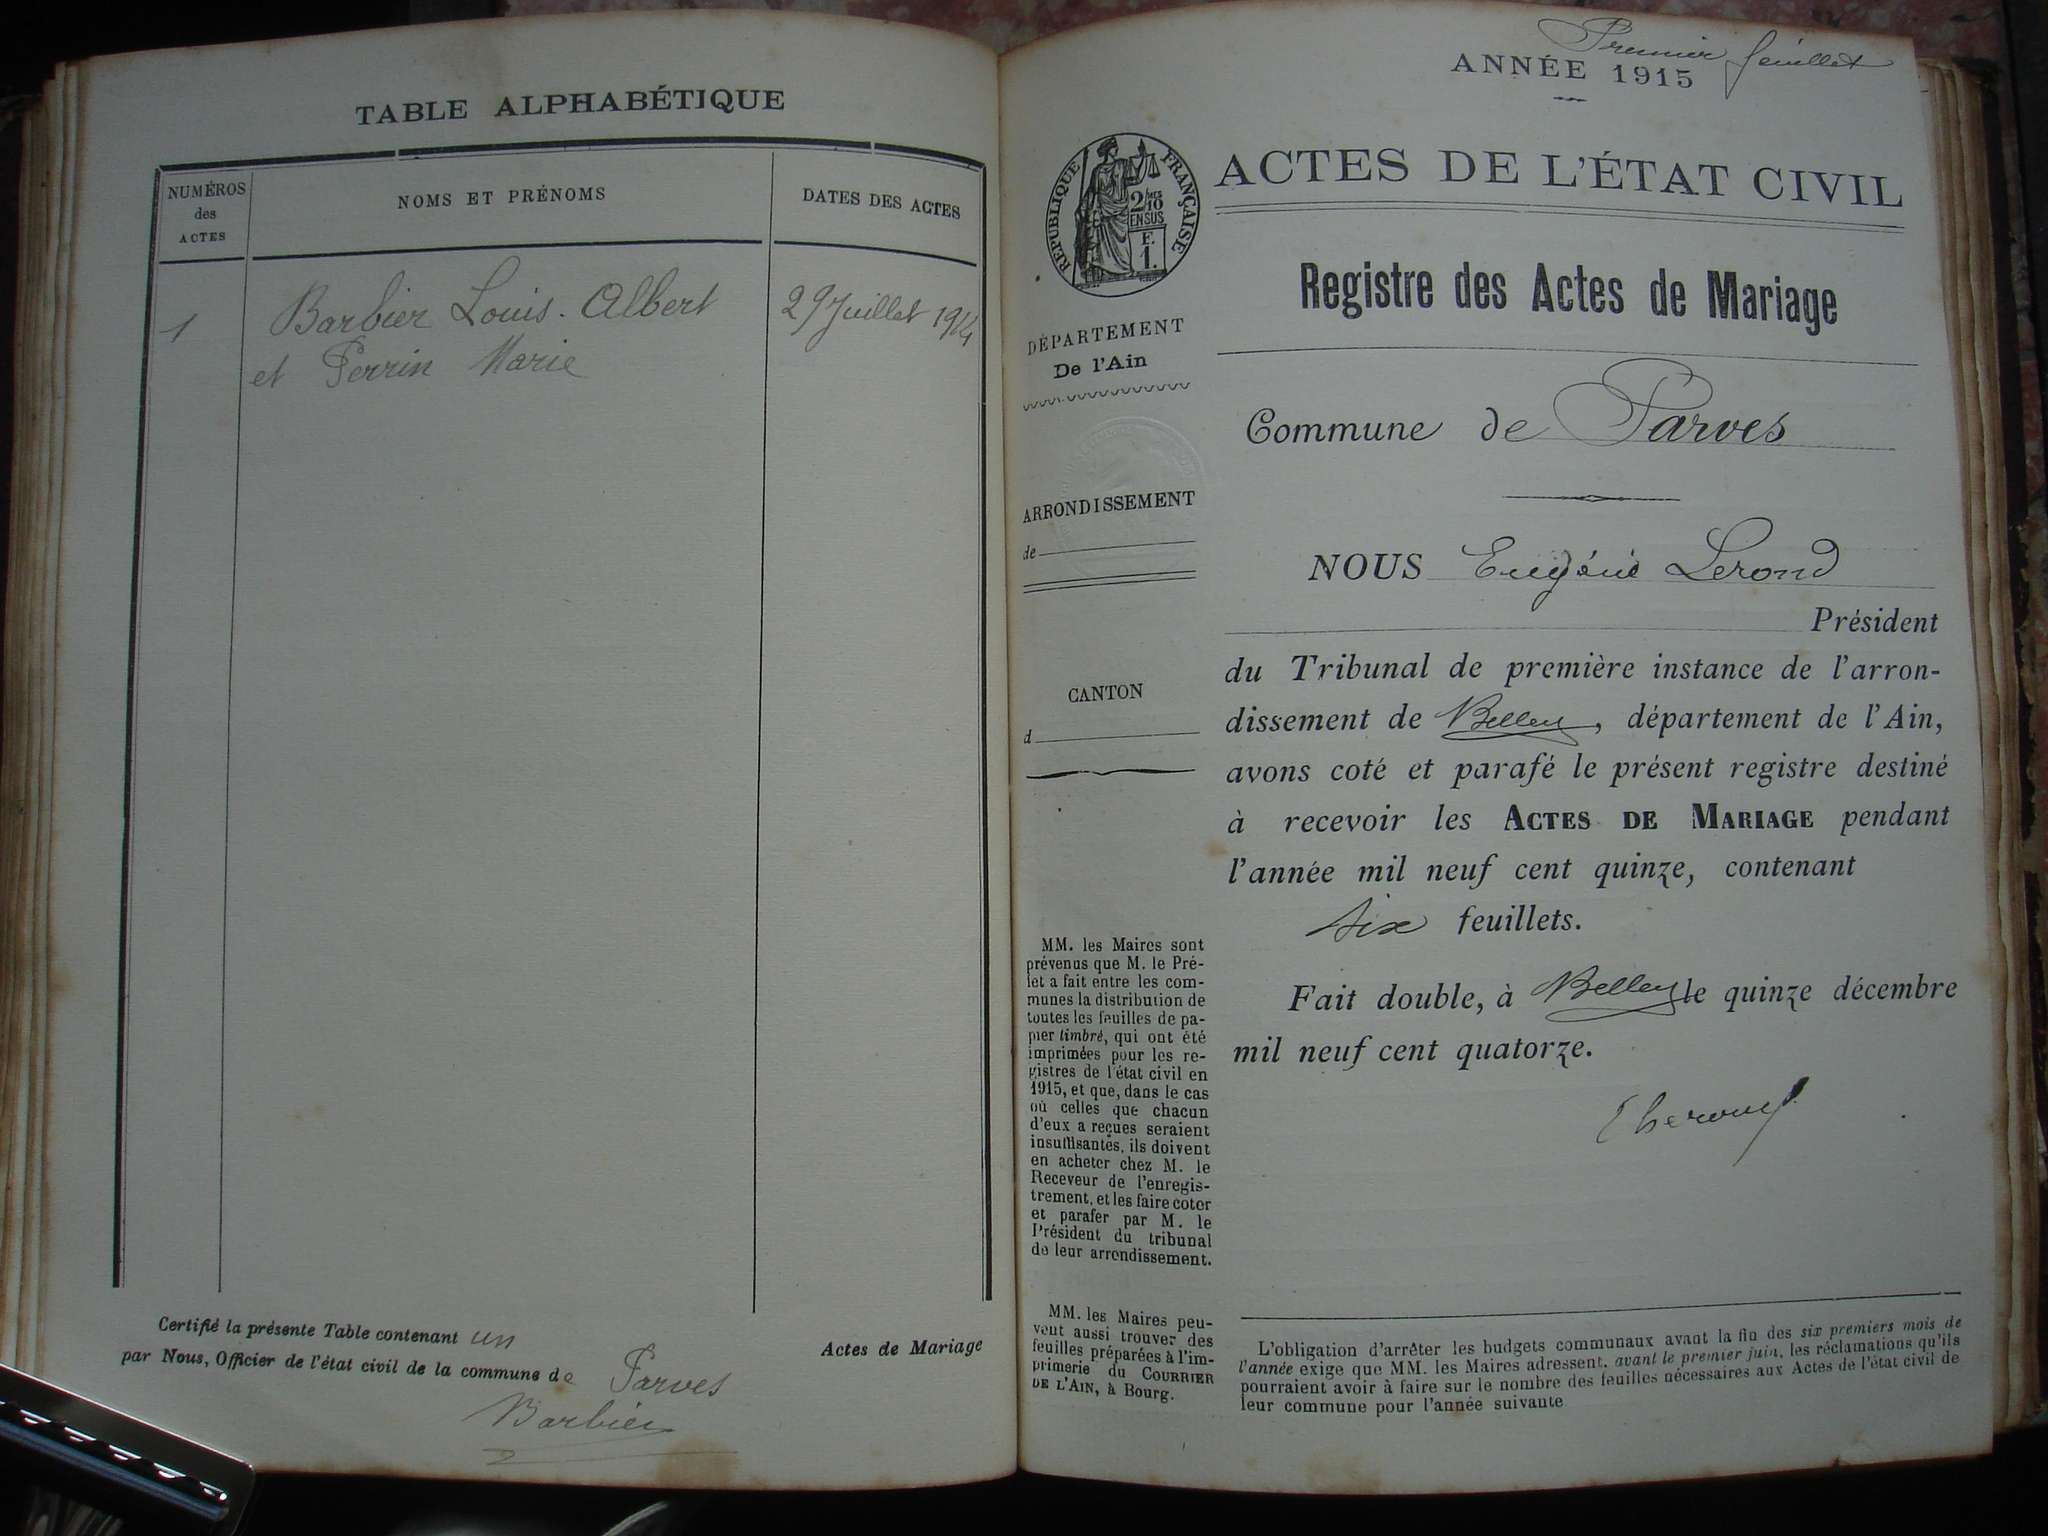 TABLE ALPHABÉTIQUE
NUMÉROS
des
ACTES
NOMS ET PRÉNOMS
DATES DES ACTES
1
Barbier Louis. Albert
29 Juillet 1914
et Perrin Marie
Certifié la présente Table contenant un
Actes de Mariage
par Nous, Officier de l'état civil de la commune de Parves
Barbier
Premier feuillet
ANNÉE 1915
RÉPUBLIQUE FRANÇAISE
2/10
EN SUS
E.
1.
ACTES DE L'ÉTAT CIVIL
Registre des Actes de Mariage
DÉPARTEMENT
De l'Ain
Commune de Parves
ARRONDISSEMENT
de
CANTON
d
NOUS Eugène Lerond
Président
du Tribunal de première instance de l'arron-
dissement de Belley, département de l'Ain,
avons coté et parafé le présent registre destiné
à recevoir les ACTES DE MARIAGE pendant
l'année mil neuf cent quinze, contenant
six feuillets.
Fait double, à Belley le quinze décembre
mil neuf cent quatorze.
MM. les Maires sont
prévenus que M. le Pré-
fet a fait entre les com-
munes la distribution de
toutes les feuilles de pa-
pier timbré, qui ont été
imprimées pour les re-
gistres de l'état civil en
1915, et que, dans le cas
où celles que chacun
d'eux a reçues seraient
insuffisantes, ils doivent
en acheter chez M. le
Receveur de l'enregis-
trement, et les faire coter
et parafer par M. le
Président du tribunal
de leur arrondissement.
MM. les Maires peu-
vent aussi trouver des
feuilles préparées à l'im-
primerie du COURRIER
DE L'AIN, à Bourg.
L'obligation d'arrêter les budgets communaux avant la fin des six premiers mois de
l'année exige que MM. les Maires adressent, avant le premier juin, les réclamations qu'ils
pourraient avoir à faire sur le nombre des feuilles nécessaires aux Actes de l'état civil de
leur commune pour l'année suivante